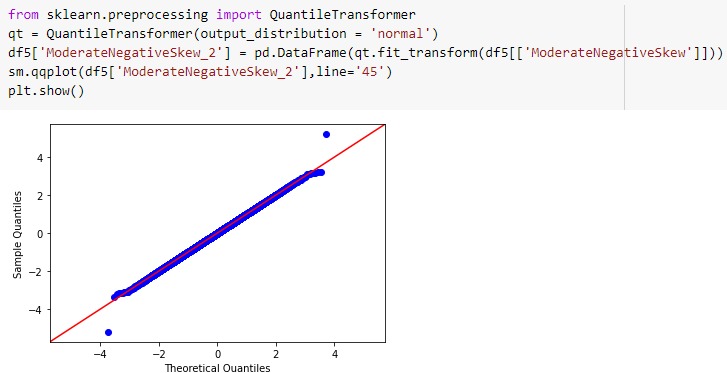 from sklearn.preprocessing import QuantileTransformer
qt = QuantileTransformer(output_distribution = 'normal')
df5['ModerateNegativeSkew_2'] = pd.DataFrame(qt.fit_transform(df5[['ModerateNegativeSkew']]))
sm.qqplot(df5['ModerateNegativeSkew_2'],line='45')
plt.show()
4
2
0
−2
−4
Sample Quantiles
−4 −2 0 2 4
Theoretical Quantiles